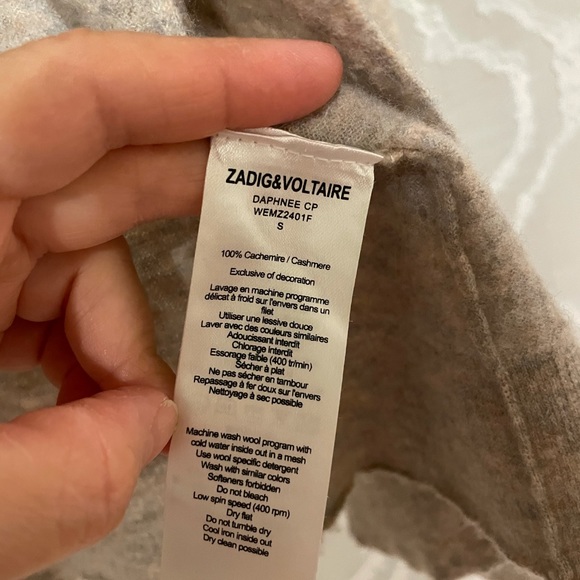 ZADIG&VOLTAIRE
DAPHNEE CP
WEMZ2401F
S
100% Cachemire / Cashmere
Exclusive of decoration
Lavage en machine programme
délicat à froid sur l'envers dans un
filet
Utiliser une lessive douce
Laver avec des couleurs similaires
Adoucissant interdit
Chlorage interdit
Essorage faible (400 tr/min)
Sécher à plat
Ne pas sécher en tambour
Repassage à fer doux sur l'envers
Nettoyage à sec possible
Machine wash wool program with
cold water inside out in a mesh
Use wool specific detergent
Wash with similar colors
Softeners forbidden
Do not bleach
Low spin speed (400 rpm)
Dry flat
Do not tumble dry
Cool iron inside out
Dry clean possible